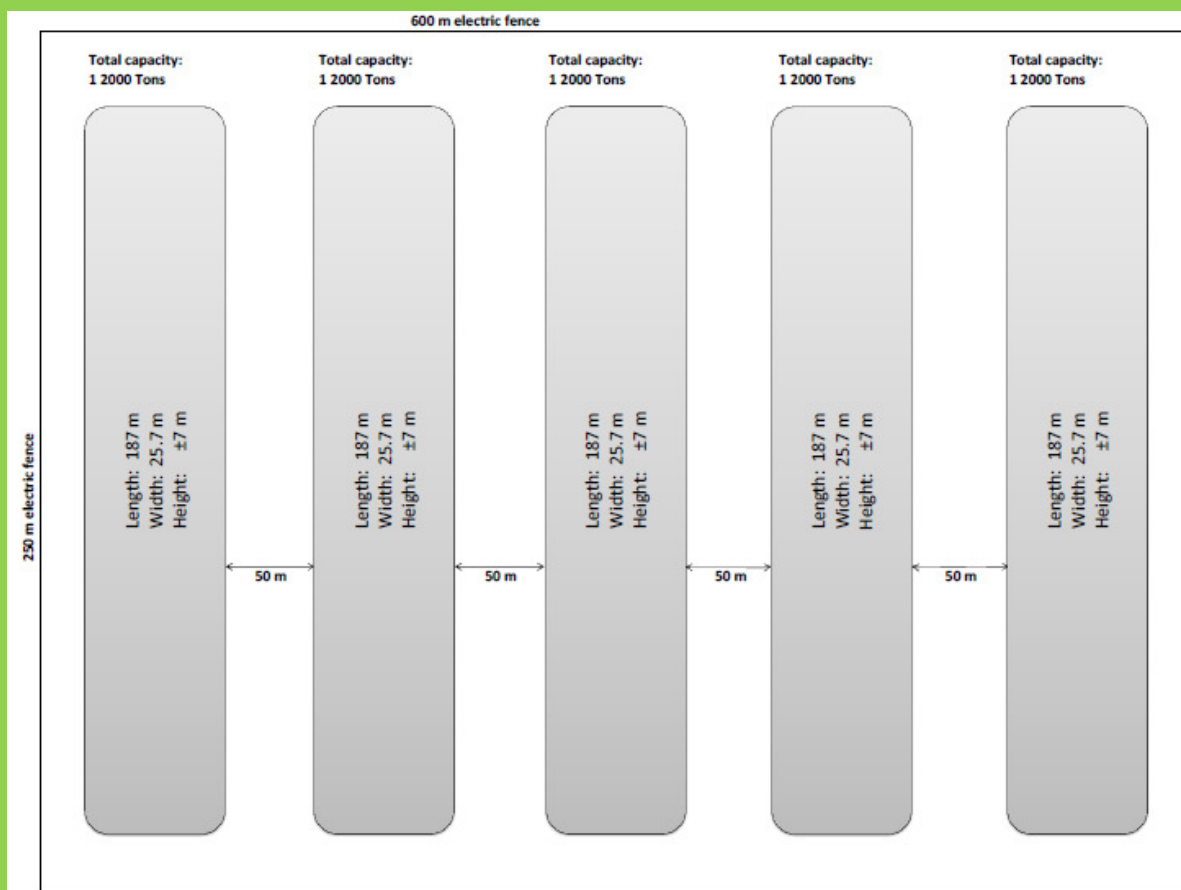 600 m electric fence
Total capacity:
1 2000 Tons
Total capacity:
1 2000 Tons
Total capacity:
1 2000 Tons
Total capacity:
1 2000 Tons
Total capacity:
1 2000 Tons
250 m electric fence
Length: 187 m
Width: 25.7 m
Height: ±7 m
Length: 187 m
Width: 25.7 m
Height: ±7 m
Length: 187 m
Width: 25.7 m
Height: ±7 m
Length: 187 m
Width: 25.7 m
Height: ±7 m
Length: 187 m
Width: 25.7 m
Height: ±7 m
50 m
50 m
50 m
50 m